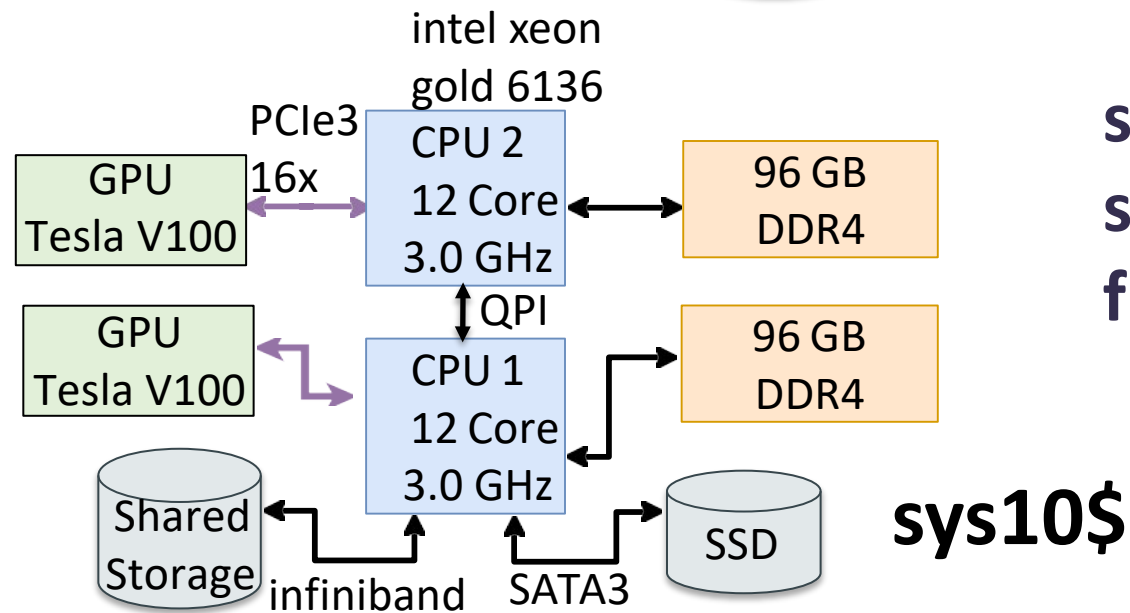 intel xeon
gold 6136
PCIe3
16x
CPU 2
12 Core
3.0 GHz
GPU
Tesla V100
96 GB
DDR4
s
s
f
QPI
GPU
Tesla V100
CPU 1
12 Core
3.0 GHz
96 GB
DDR4
Shared
Storage
infiniband
SATA3
SSD
sys10$